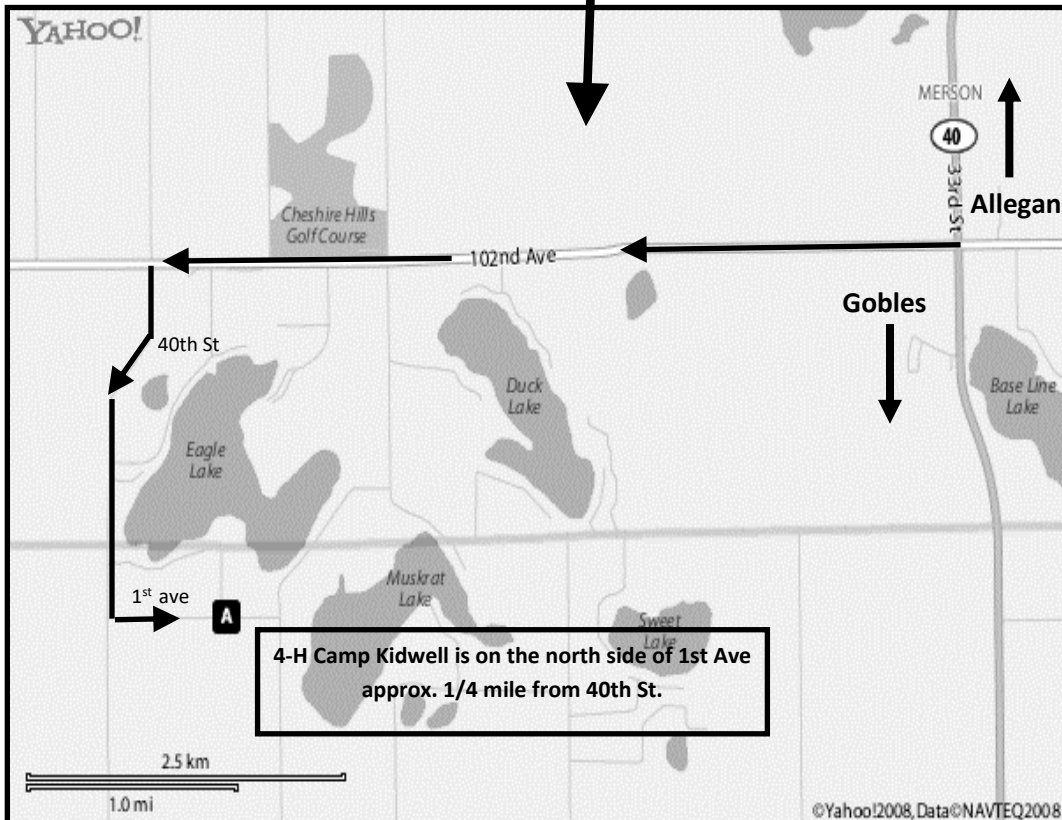 YAHOO!
MERSON
40
33rd St
Allegan
Cheshire Hills
Golf Course
102nd Ave
Gobles
40th St
Duck
Lake
Base Line
Lake
Eagle
Lake
Muskrat
Lake
1st ave
A
Sweet
Lake
4-H Camp Kidwell is on the north side of 1st Ave
approx. 1/4 mile from 40th St.
2.5 km
1.0 mi
©Yahoo!2008, Data©NAVTEQ2008